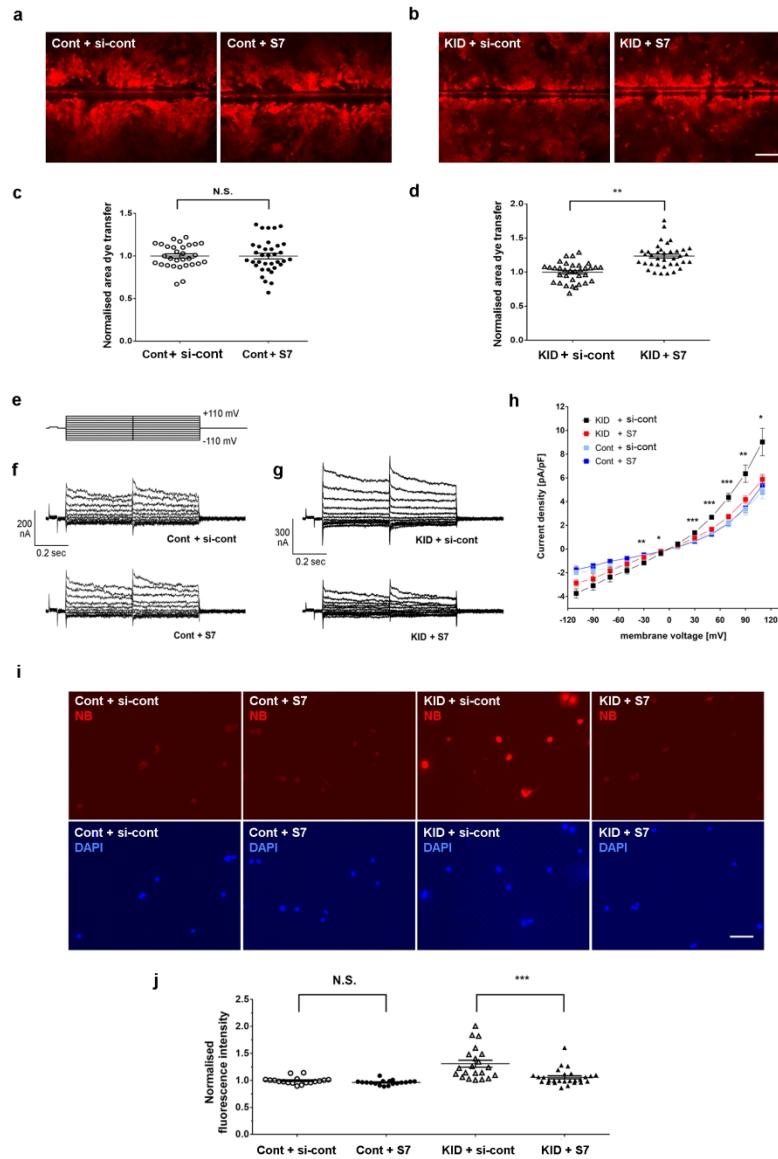 a
b
Cont + si-cont
Cont + S7
KID + si-cont
KID + S7
c
d
N.S.
**
Normalised area dye transfer
1.5
1.0
0.5
0.0
Cont + si-cont
Cont + S7
Normalised area dye transfer
2.0
1.5
1.0
0.5
0.0
KID + si-cont
KID + S7
e
+110 mV
-110 mV
f
200
nA
0.2 sec
Cont + si-cont
Cont + S7
g
300
nA
0.2 sec
KID + si-cont
KID + S7
h
KID + si-cont
KID + S7
Cont + si-cont
Cont + S7
Current density [pA/pF]
12
10
8
6
4
2
0
-2
-4
** * *** *** *** ** *
-120 -90 -60 -30 0 30 60 90 120
membrane voltage [mV]
i
Cont + si-cont
NB
Cont + S7
NB
KID + si-cont
NB
KID + S7
NB
Cont + si-cont
DAPI
Cont + S7
DAPI
KID + si-cont
DAPI
KID + S7
DAPI
j
N.S.
***
Normalised
fluorescence intensity
2.5
2.0
1.5
1.0
0.5
0.0
Cont + si-cont
Cont + S7
KID + si-cont
KID + S7